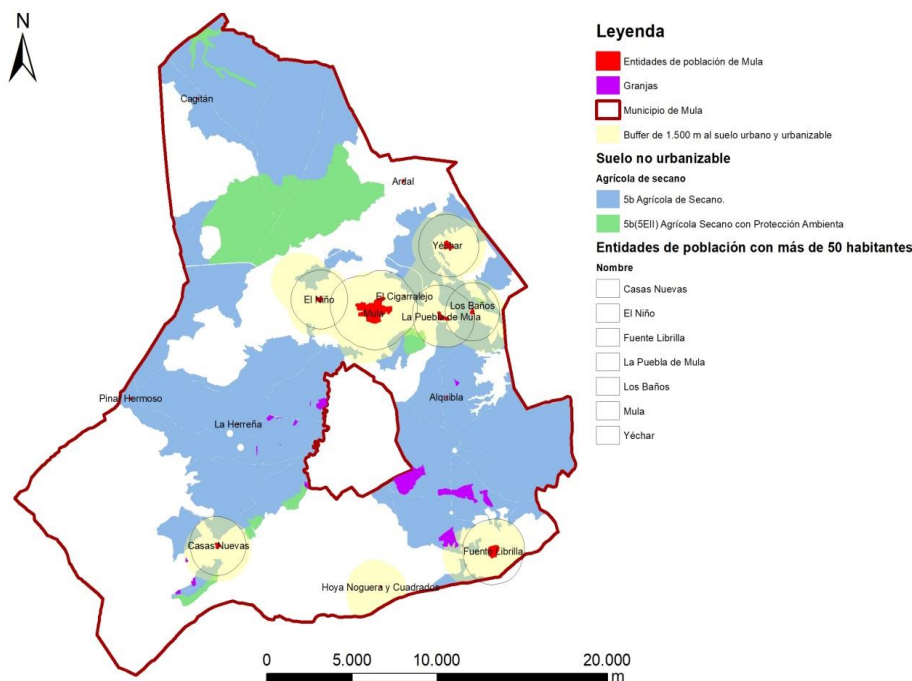 N
Cagitán
Ardal
Yéchar
El Niño
El Cigarralejo
Mula
Los Baños
La Puebla de Mula
Pinar Hermoso
La Herreña
Alquibla
Casas Nuevas
Fuente Librilla
Hoya Noguera y Cuadrados
0 5.000 10.000 20.000
m
Leyenda
Entidades de población de Mula
Granjas
Municipio de Mula
Buffer de 1.500 m al suelo urbano y urbanizable
Suelo no urbanizable
Agrícola de secano
5b Agrícola de Secano.
5b(5EII) Agrícola Secano con Protección Ambienta
Entidades de población con más de 50 habitantes
Nombre
Casas Nuevas
El Niño
Fuente Librilla
La Puebla de Mula
Los Baños
Mula
Yéchar